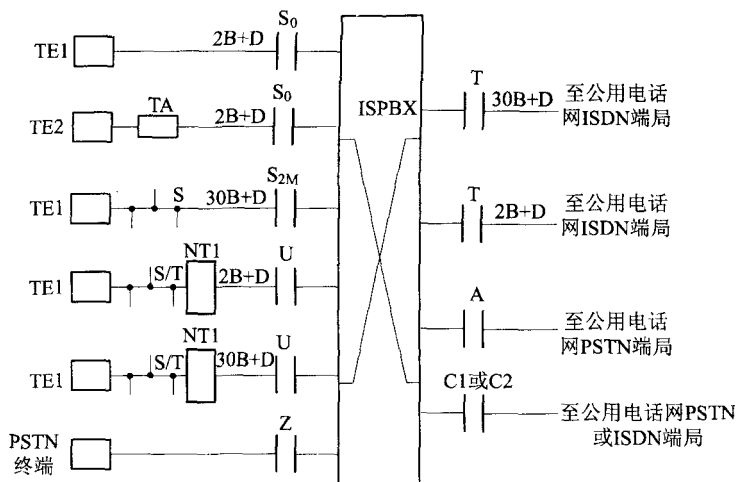 TE1
2B+D
S₀
TE2
TA
2B+D
S₀
TE1
S
30B+D
S₂M
TE1
S/T
NT1
2B+D
U
TE1
S/T
NT1
30B+D
U
PSTN
终端
Z
ISPBX
T
30B+D
至公用电话
网ISDN端局
T
2B+D
至公用电话
网ISDN端局
A
至公用电话
网PSTN端局
C1或C2
至公用电话网PSTN
或ISDN端局